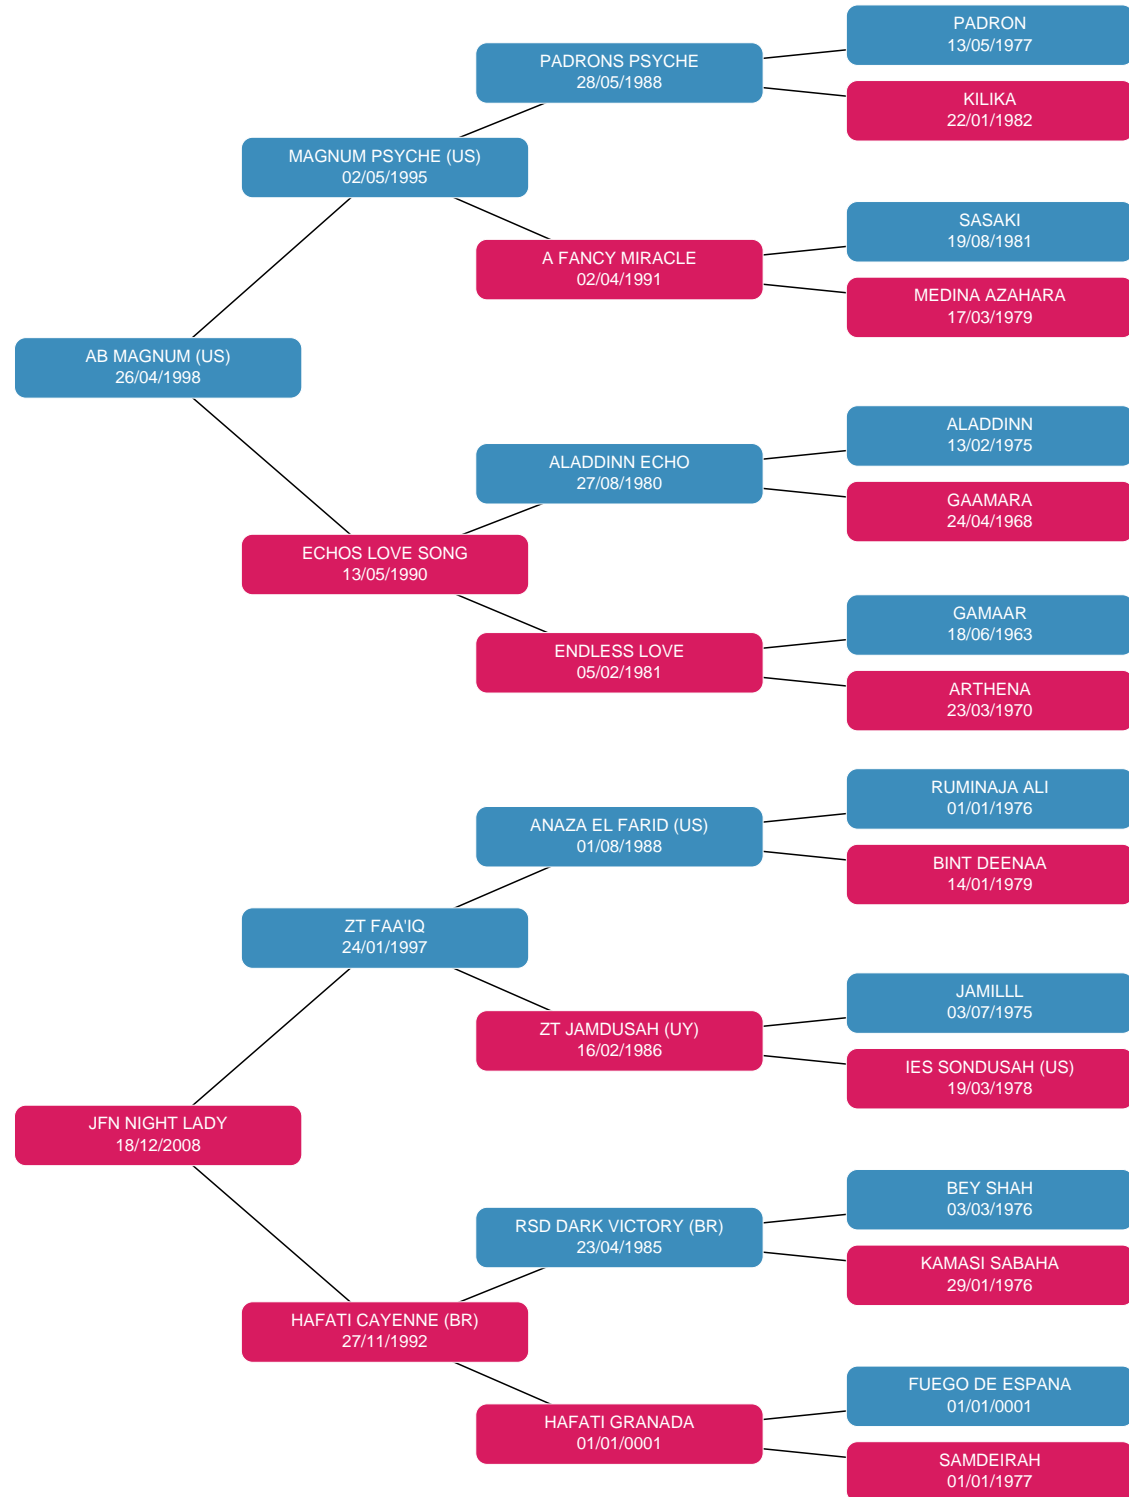 PADRON
13/05/1977
PADRONS PSYCHE
28/05/1988
KILIKA
22/01/1982
MAGNUM PSYCHE (US)
02/05/1995
SASAKI
19/08/1981
A FANCY MIRACLE
02/04/1991
MEDINA AZAHARA
17/03/1979
AB MAGNUM (US)
26/04/1998
ALADDINN
13/02/1975
ALADDINN ECHO
27/08/1980
GAAMARA
24/04/1968
ECHOS LOVE SONG
13/05/1990
GAMAAR
18/06/1963
ENDLESS LOVE
05/02/1981
ARTHENA
23/03/1970
RUMINAJA ALI
01/01/1976
ANAZA EL FARID (US)
01/08/1988
BINT DEENAA
14/01/1979
ZT FAA'IQ
24/01/1997
JAMILLL
03/07/1975
ZT JAMDUSAH (UY)
16/02/1986
IES SONDUSAH (US)
19/03/1978
JFN NIGHT LADY
18/12/2008
BEY SHAH
03/03/1976
RSD DARK VICTORY (BR)
23/04/1985
KAMASI SABAHA
29/01/1976
HAFATI CAYENNE (BR)
27/11/1992
FUEGO DE ESPANA
01/01/0001
HAFATI GRANADA
01/01/0001
SAMDEIRAH
01/01/1977